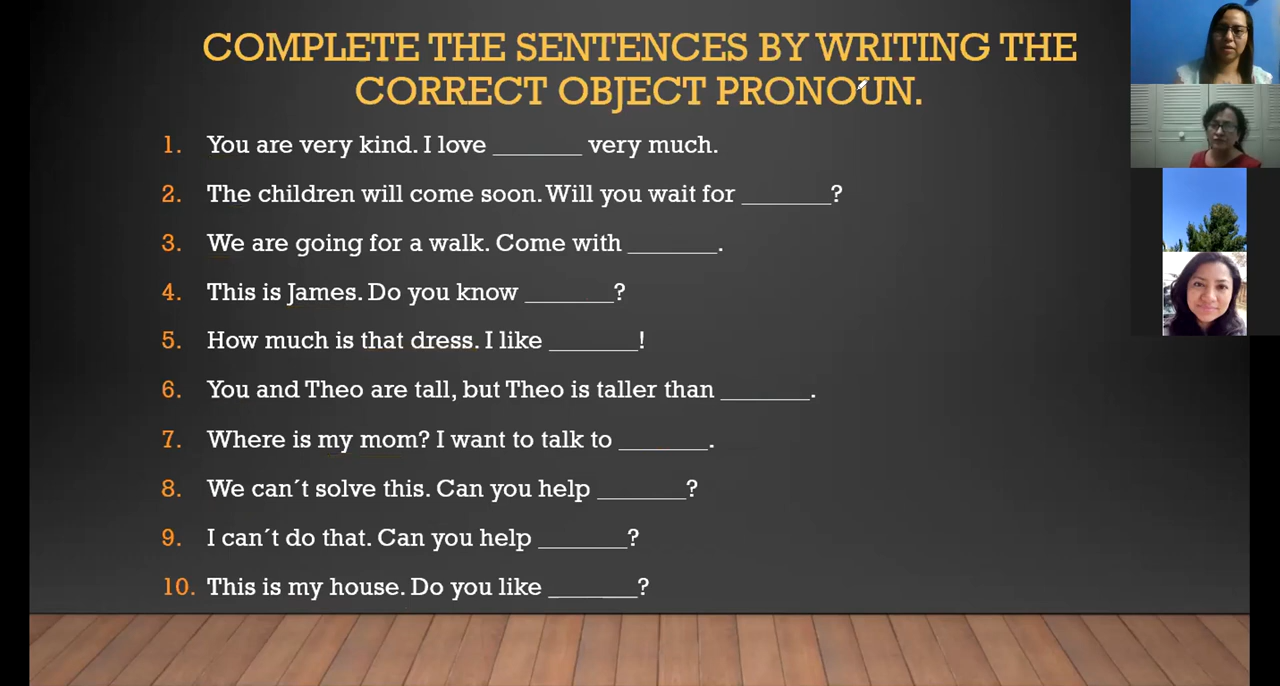 COMPLETE THE SENTENCES BY WRITING THE
CORRECT OBJECT PRONOUN.
1. You are very kind. I love _______ very much.
2. The children will come soon. Will you wait for _______?
3. We are going for a walk. Come with _______.
4. This is James. Do you know _______?
5. How much is that dress. I like _______!
6. You and Theo are tall, but Theo is taller than _______.
7. Where is my mom? I want to talk to _______.
8. We can´t solve this. Can you help _______?
9. I can´t do that. Can you help _______?
10. This is my house. Do you like _______?